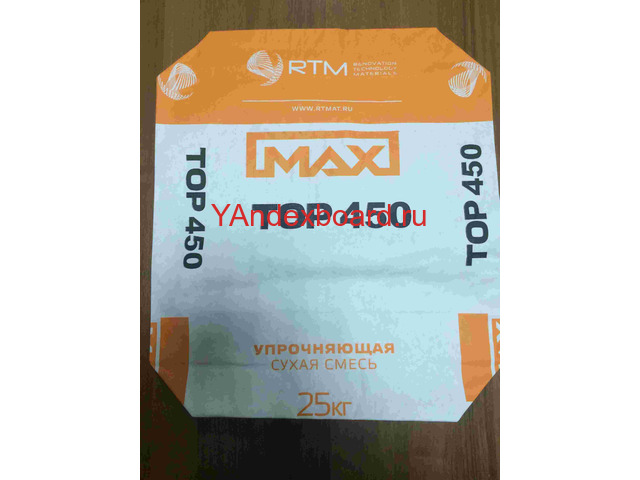 RTM
RENOVATION
TECHNOLOGY
MATERIALS
WWW.RTMAT.RU
MAX
TOP 450
TOP 450
TOP 450
YAndexboard.ru
УПРОЧНЯЮЩАЯ
СУХАЯ СМЕСЬ
25КГ